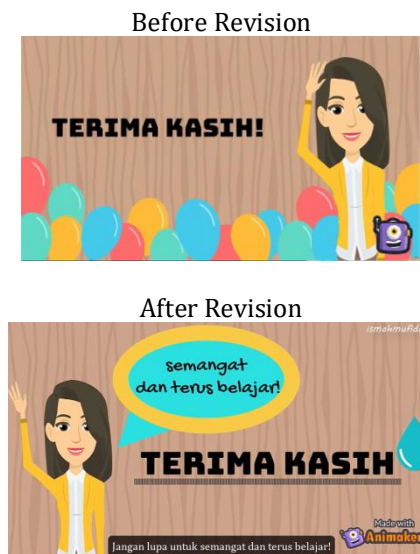 Before Revision
TERIMA KASIH!
After Revision
ismahmufid
semangat
dan terus belajar!
TERIMA KASIH
Made with
Animaker
Jangan lupa untuk semangat dan terus belajar!